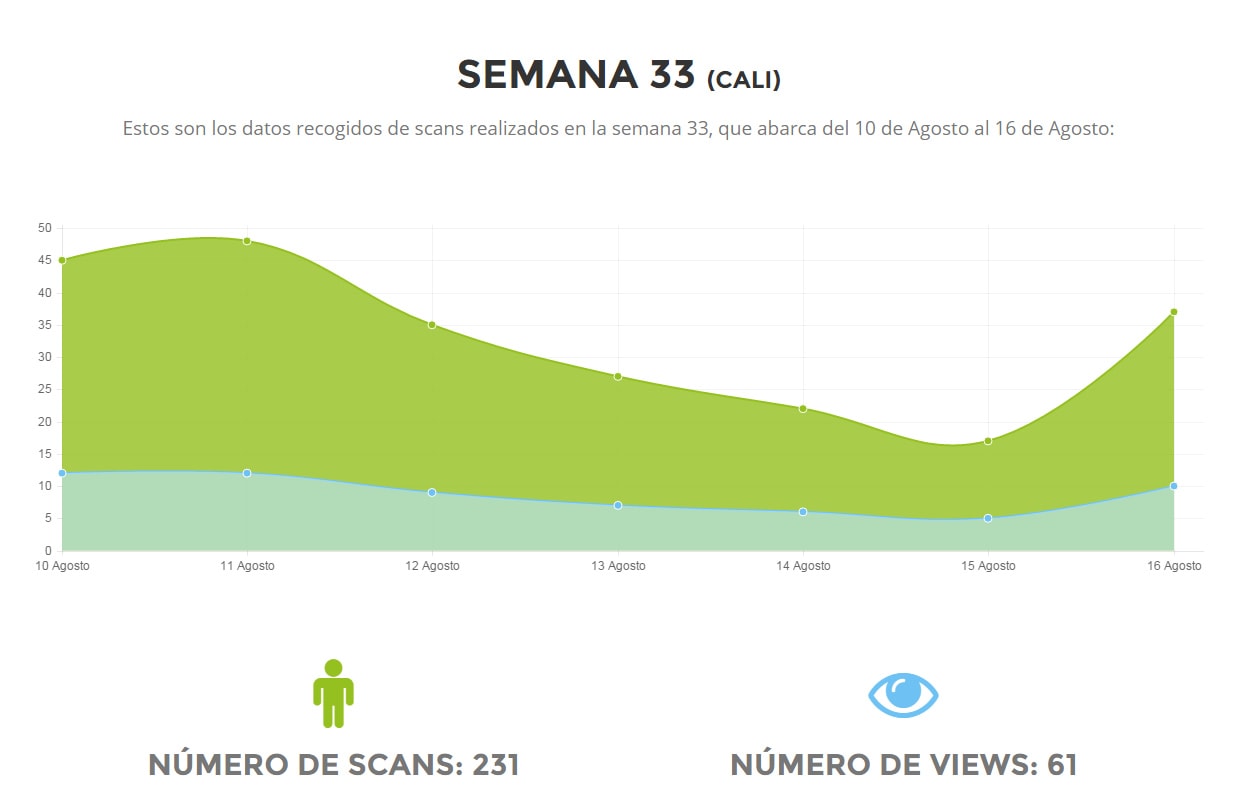 SEMANA 33 (CALI)
Estos son los datos recogidos de scans realizados en la semana 33, que abarca del 10 de Agosto al 16 de Agosto:
50
45
40
35
30
25
20
15
10
5
0
10 Agosto 11 Agosto 12 Agosto 13 Agosto 14 Agosto 15 Agosto 16 Agosto
NÚMERO DE SCANS: 231 NÚMERO DE VIEWS: 61